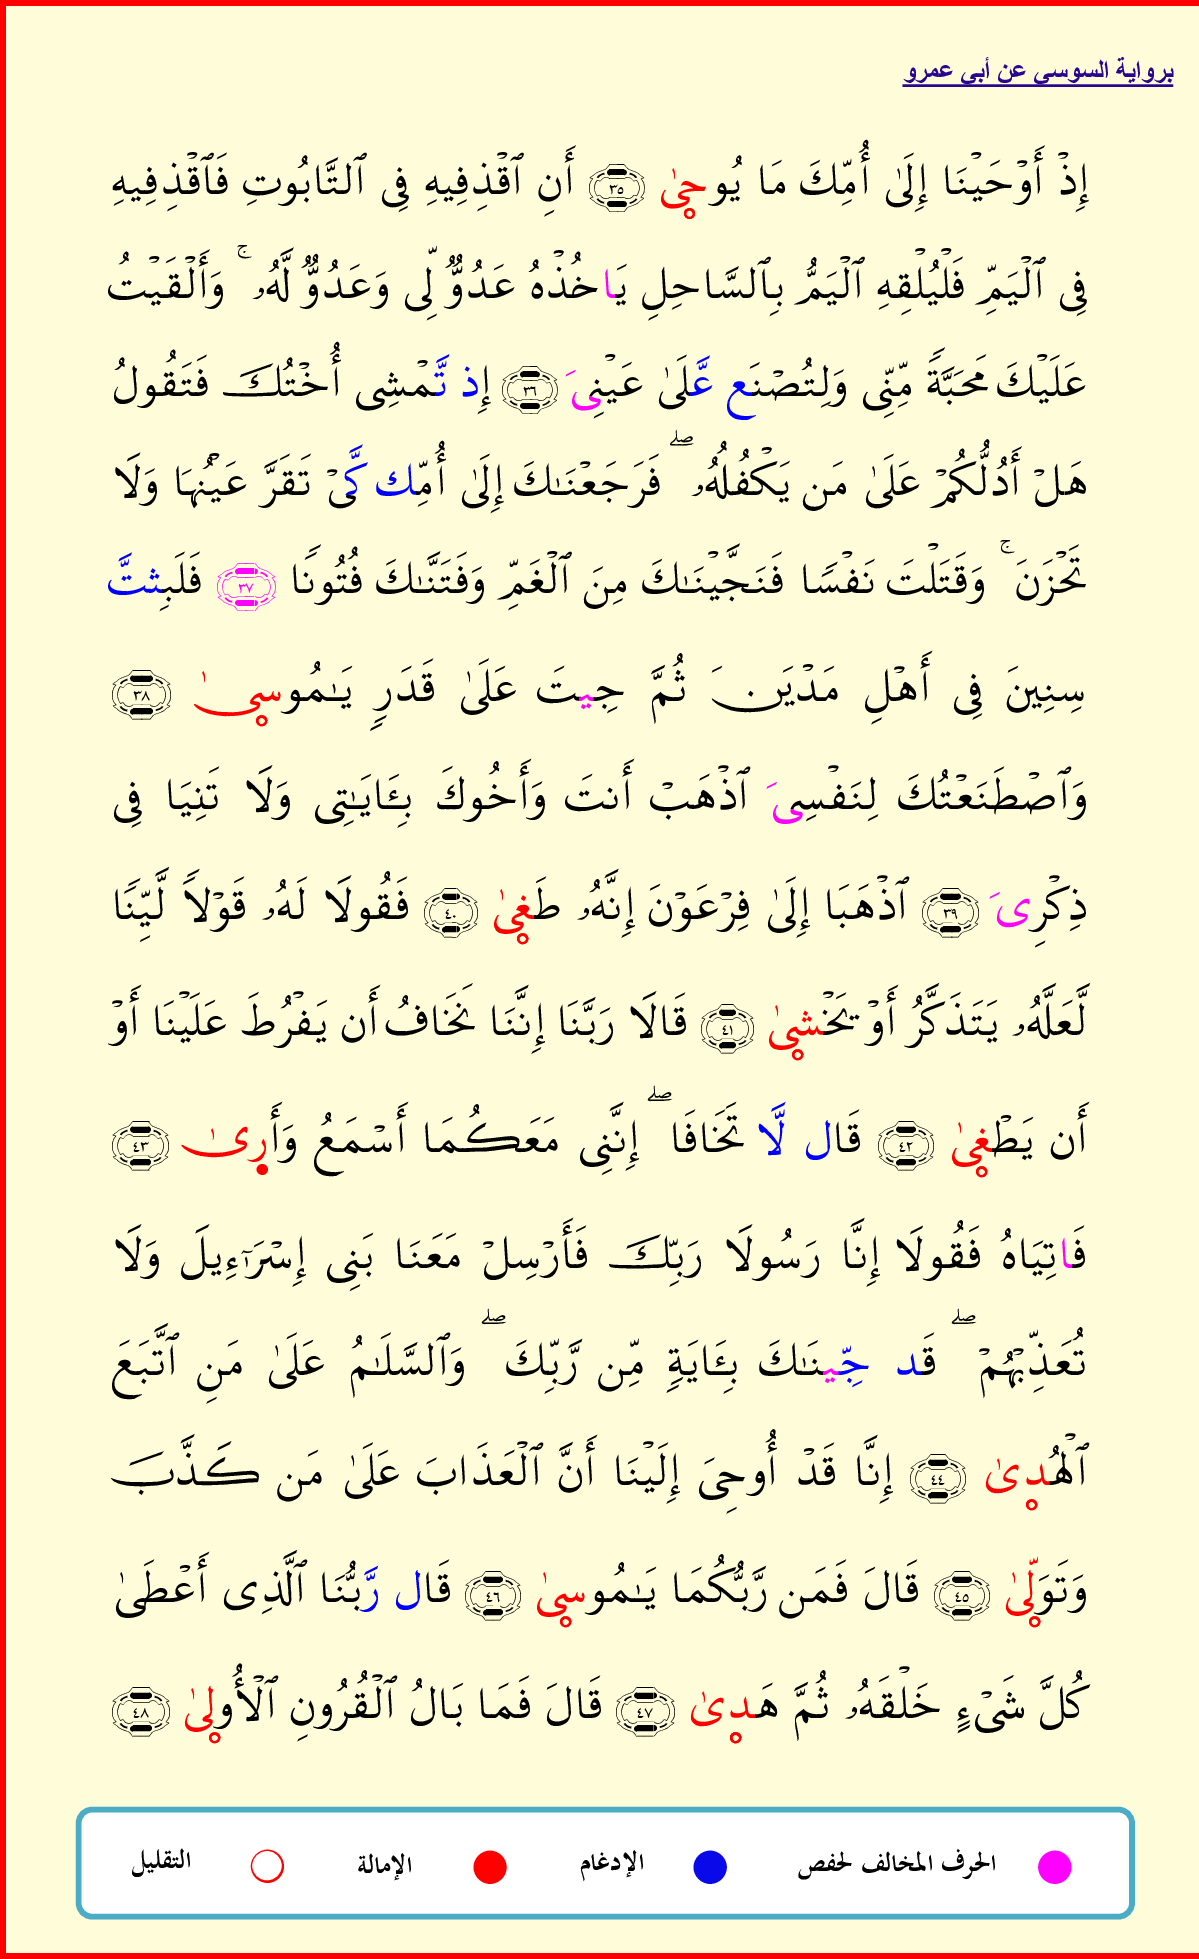 برواية السوسى عن أبى عمرو
إِذْ أَوْحَيْنَا إِلَىٰ أُمِّكَ مَا يُوحِىٰ ٣٥ أَنِ ٱقْذِفِيهِ فِى ٱلتَّابُوتِ فَٱقْذِفِيهِ
فِى ٱلْيَمِّ فَلْيُلْقِهِ ٱلْيَمُّ بِٱلسَّاحِلِ يَاخُذْهُ عَدُوٌّ لِّى وَعَدُوٌّ لَّهُۥ ۚ وَأَلْقَيْتُ
عَلَيْكَ مَحَبَّةً مِّنِّى وَلِتُصْنَع عَّلَىٰ عَيْنِىَ ٣٦ إِذ تَّمْشِى أُخْتُكَ فَتَقُولُ
هَلْ أَدُلُّكُمْ عَلَىٰ مَن يَكْفُلُهُۥ ۖ فَرَجَعْنَـٰكَ إِلَىٰ أُمِّك كَّىْ تَقَرَّ عَيْنُهَا وَلَا
تَحْزَنَ ۚ وَقَتَلْتَ نَفْسًا فَنَجَّيْنَـٰكَ مِنَ ٱلْغَمِّ وَفَتَنَّـٰكَ فُتُونًا ٣٧ فَلَبِثتَّ
سِنِينَ فِى أَهْلِ مَدْيَنَ ثُمَّ جِيتَ عَلَىٰ قَدَرٍ يَـٰمُوسِىٰ ٣٨
وَٱصْطَنَعْتُكَ لِنَفْسِىَ ٱذْهَبْ أَنتَ وَأَخُوكَ بِـَٔايَـٰتِى وَلَا تَنِيَا فِى
ذِكْرِىَ ٣٩ ٱذْهَبَا إِلَىٰ فِرْعَوْنَ إِنَّهُۥ طَغِىٰ ٤٠ فَقُولَا لَهُۥ قَوْلًا لَّيِّنًا
لَّعَلَّهُۥ يَتَذَكَّرُ أَوْ يَخْشِىٰ ٤١ قَالَا رَبَّنَا إِنَّنَا نَخَافُ أَن يَفْرُطَ عَلَيْنَا أَوْ
أَن يَطْغِىٰ ٤٢ قَال لَّا تَخَافَا ۖ إِنَّنِى مَعَكُمَا أَسْمَعُ وَأَرِىٰ ٤٣
فَاتِيَاهُ فَقُولَا إِنَّا رَسُولَا رَبِّكَ فَأَرْسِلْ مَعَنَا بَنِى إِسْرَٰٓءِيلَ وَلَا
تُعَذِّبْهُمْ ۖ قَد جِّينَـٰكَ بِـَٔايَةٍ مِّن رَّبِّكَ ۖ وَٱلسَّلَـٰمُ عَلَىٰ مَنِ ٱتَّبَعَ
ٱلْهُدِىٰ ٤٤ إِنَّا قَدْ أُوحِىَ إِلَيْنَا أَنَّ ٱلْعَذَابَ عَلَىٰ مَن كَذَّبَ
وَتَوَلِّىٰ ٤٥ قَالَ فَمَن رَّبُّكُمَا يَـٰمُوسِىٰ ٤٦ قَال رَّبُّنَا ٱلَّذِى أَعْطَىٰ
كُلَّ شَىْءٍ خَلْقَهُۥ ثُمَّ هَدِىٰ ٤٧ قَالَ فَمَا بَالُ ٱلْقُرُونِ ٱلْأُولِىٰ ٤٨
الحرف المخالف لحفص الإدغام الإمالة التقليل